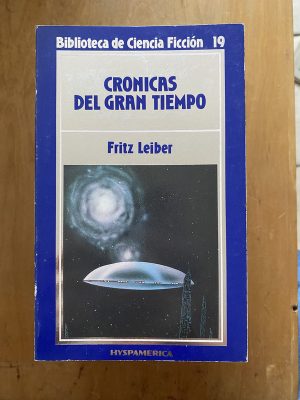 Biblioteca de Ciencia Ficción 19
CRONICAS
DEL GRAN TIEMPO
Fritz Leiber
HYSPAMERICA